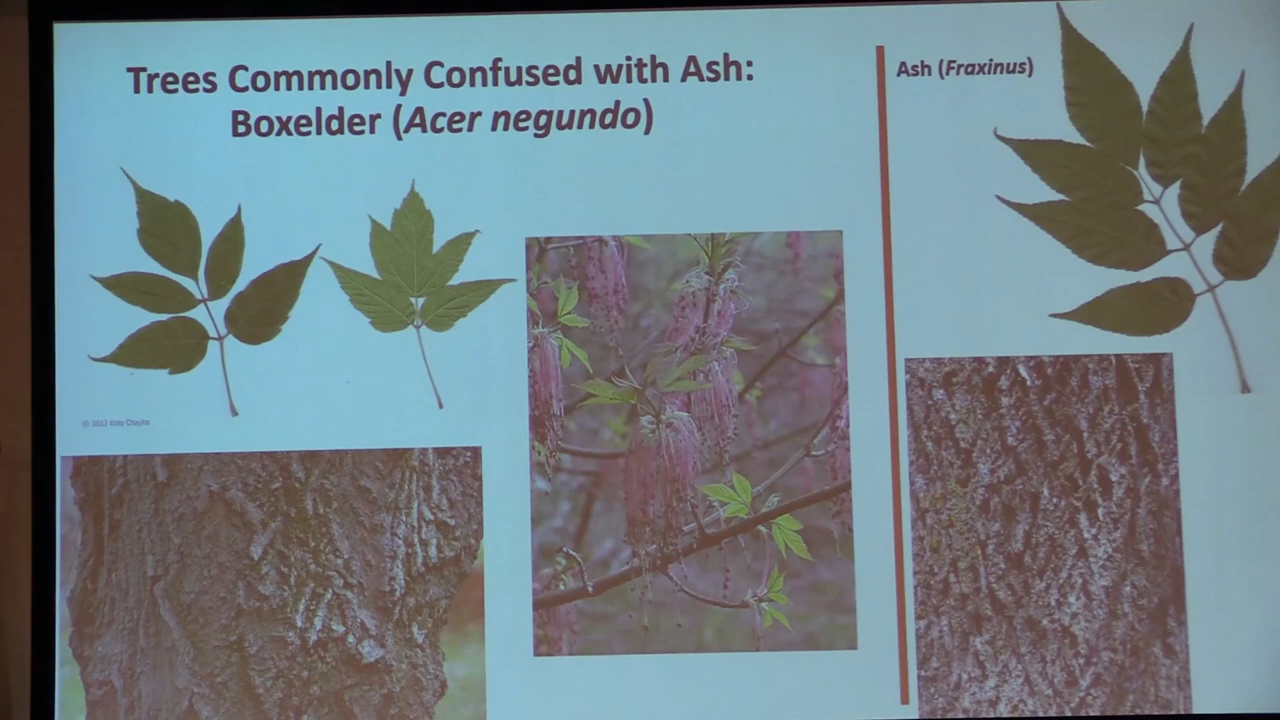 Trees Commonly Confused with Ash:
Boxelder (Acer negundo)
Ash (Fraxinus)
© 2012 Katy Chayka